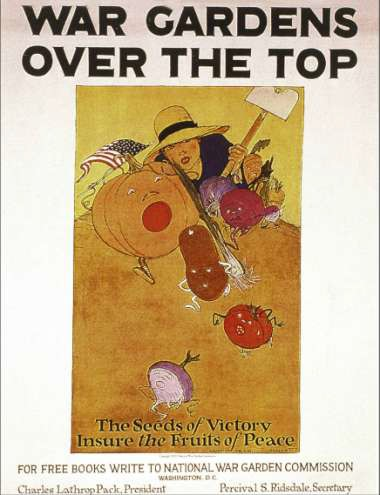 WAR GARDENS
OVER THE TOP
The Seeds of Victory
Insure the Fruits of Peace
FOR FREE BOOKS WRITE TO NATIONAL WAR GARDEN COMMISSION
WASHINGTON, D.C.
Charles Lathrop Pack, President
Percival S. Ridsdale, Secretary